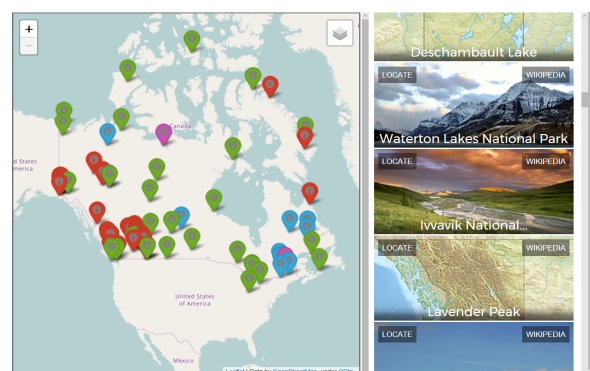 +
−
Canada
d States
merica
United States
of America
México
Deschambault Lake
LOCATE
WIKIPEDIA
Waterton Lakes National Park
LOCATE
WIKIPEDIA
Ivvavik National...
LOCATE
WIKIPEDIA
Lavender Peak
LOCATE
WIKIPEDIA